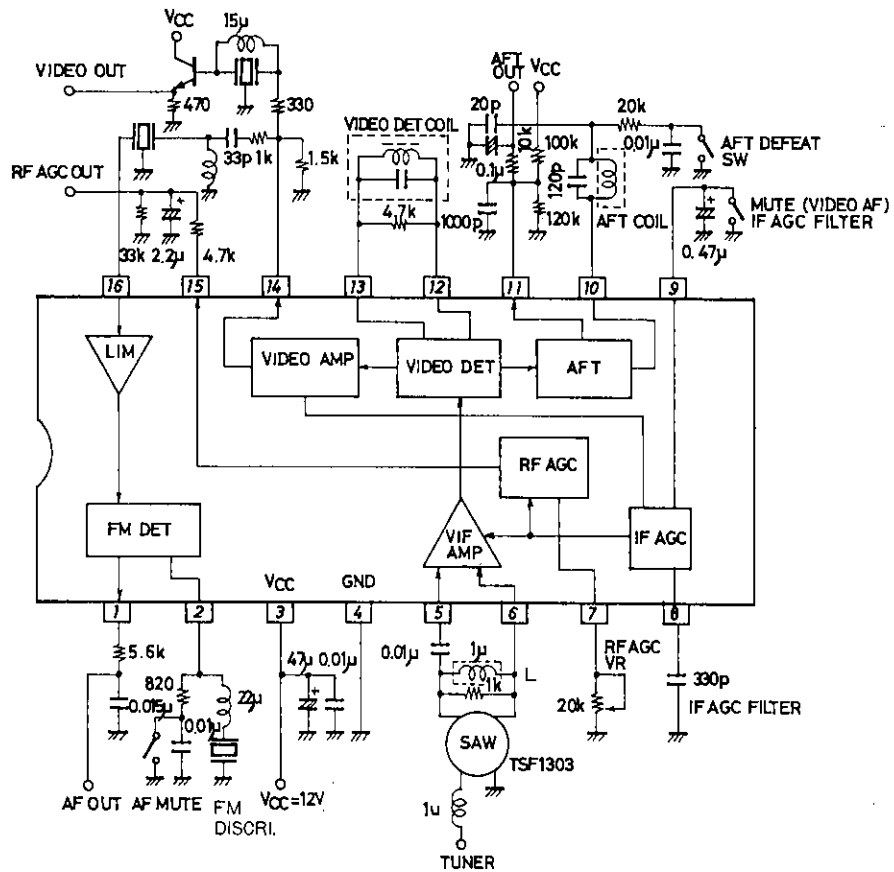 VCC
15μ
VIDEO OUT
470
330
33p 1k
1.5k
RF AGC OUT
33k
2.2μ
+
4.7k
VIDEO DET COIL
4.7k
AFT OUT
VCC
20p
0.1μ
10k
100k
1000p
120k
120p
AFT COIL
20k
001μ
AFT DEFEAT SW
+
MUTE (VIDEO AF)
IF AGC FILTER
0.47μ
16
15
14
13
12
11
10
9
LIM
VIDEO AMP
VIDEO DET
AFT
RF AGC
FM DET
VIF AMP
IF AGC
VCC
GND
1
2
3
4
5
6
7
8
5.6k
820
0.015μ
0.01μ
22μ
47μ
+
0.01μ
0.01μ
1μ
1k
L
SAW
TSF1303
RF AGC VR
20k
330p
IF AGC FILTER
AF OUT
AF MUTE
FM DISCRI.
VCC=12V
1u
TUNER